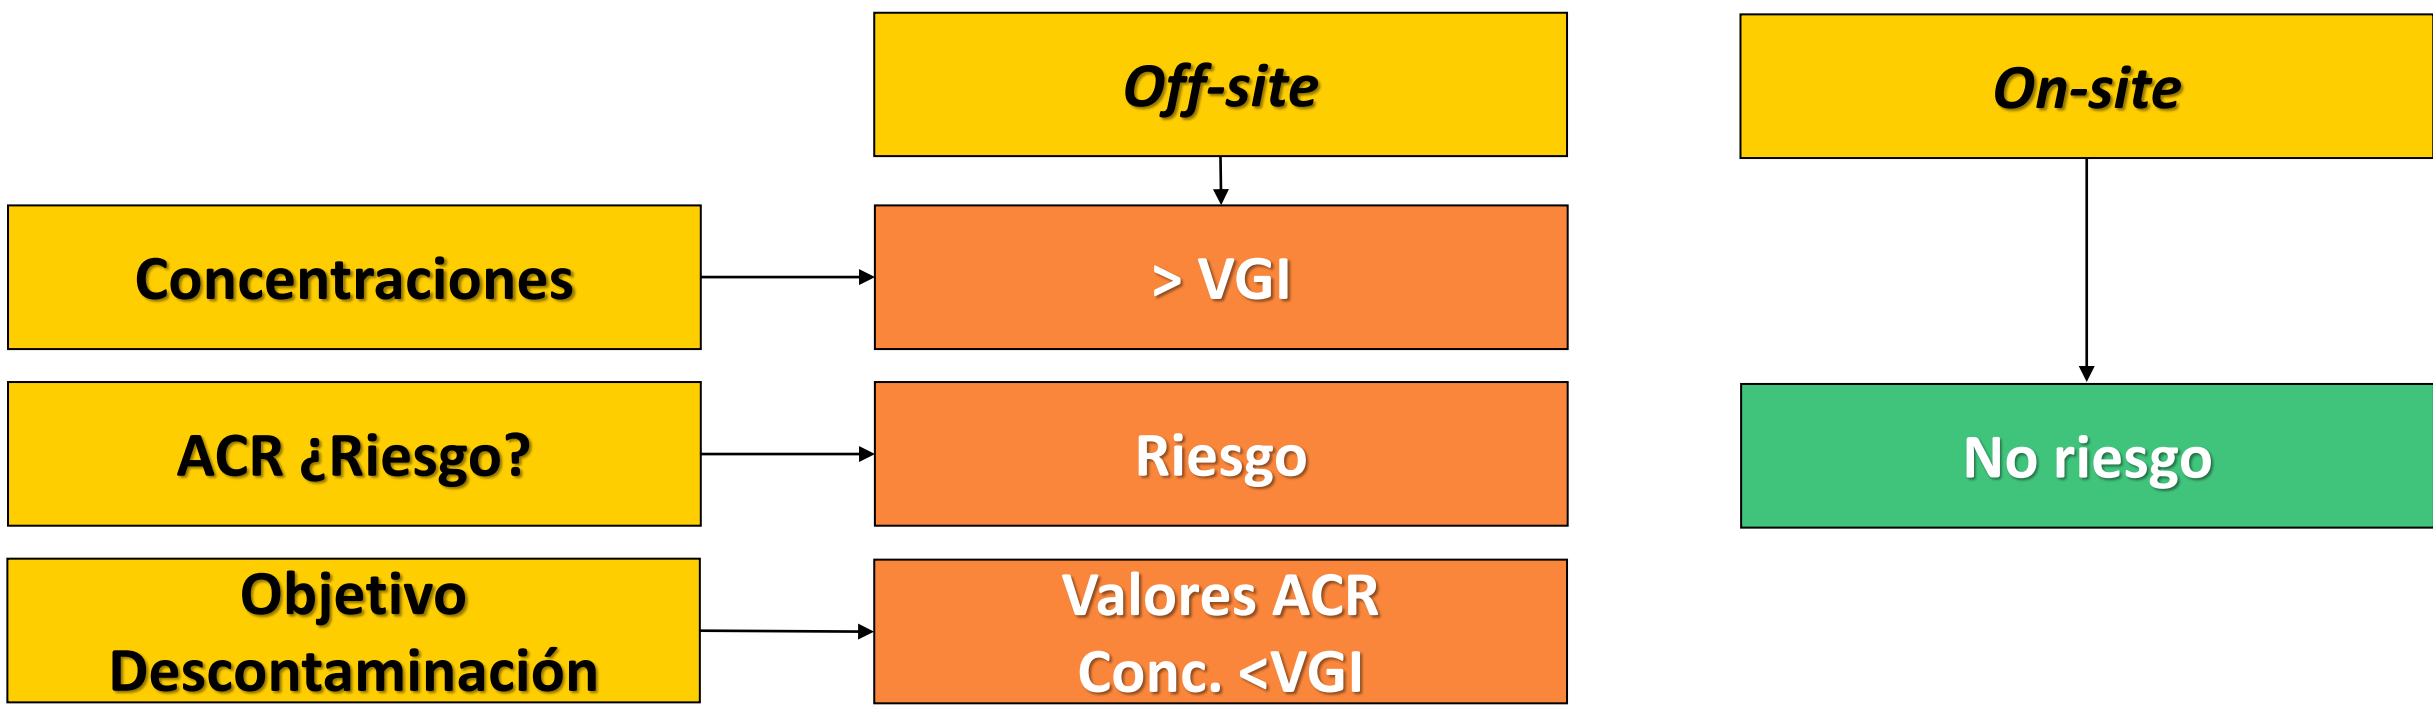 Off-site
On-site
Concentraciones
> VGI
ACR ¿Riesgo?
Riesgo
No riesgo
Objetivo
Descontaminación
Valores ACR
Conc. <VGI